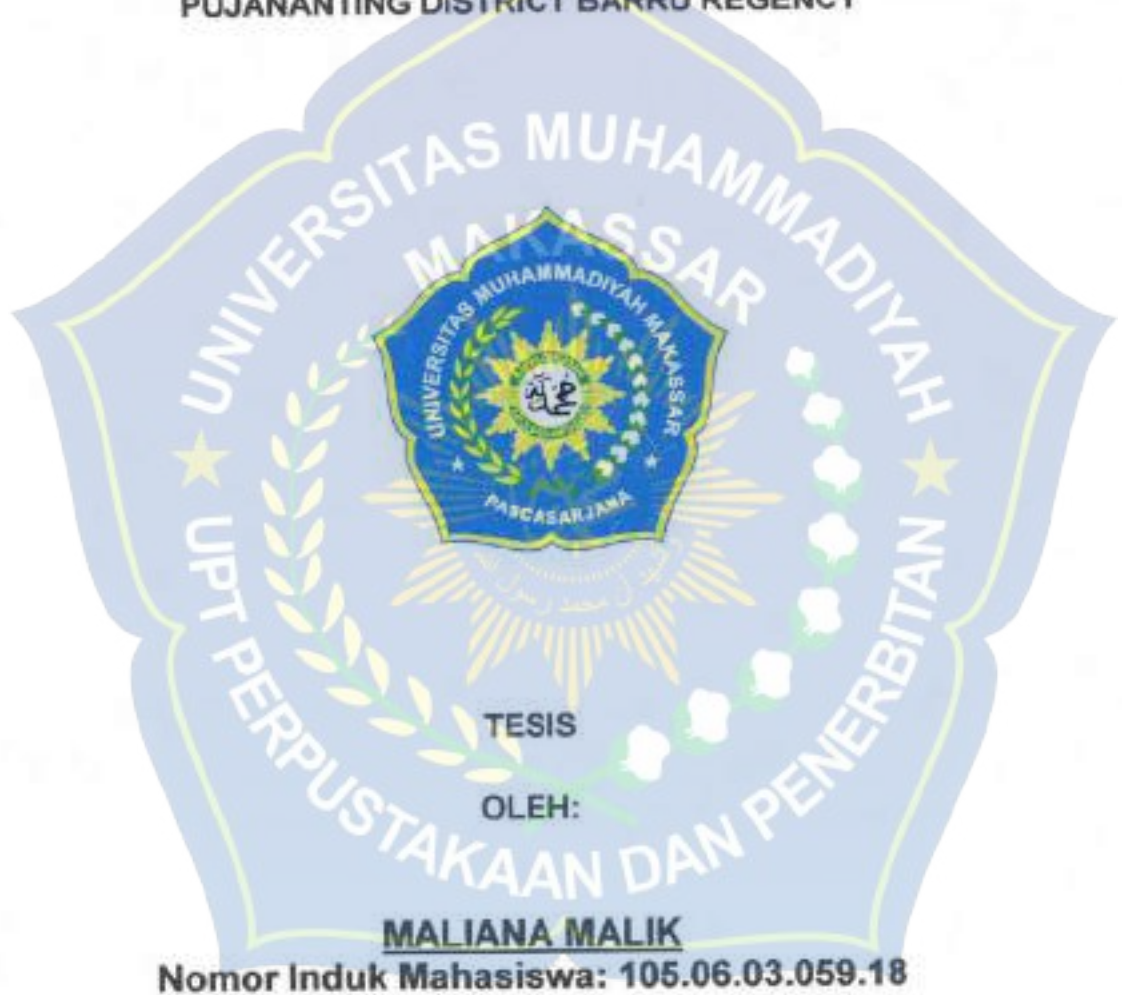 PUJANANTING DISTRICT BARRU REGENCY
UNIVERSITAS MUHAMMADIYAH
MAKASSAR
UNIVERSITAS MUHAMMADIYAH MAKASSAR
PASCASARJANA
TESIS
OLEH:
UPT PERPUSTAKAAN DAN PENERBITAN
MALIANA MALIK
Nomor Induk Mahasiswa: 105.06.03.059.18